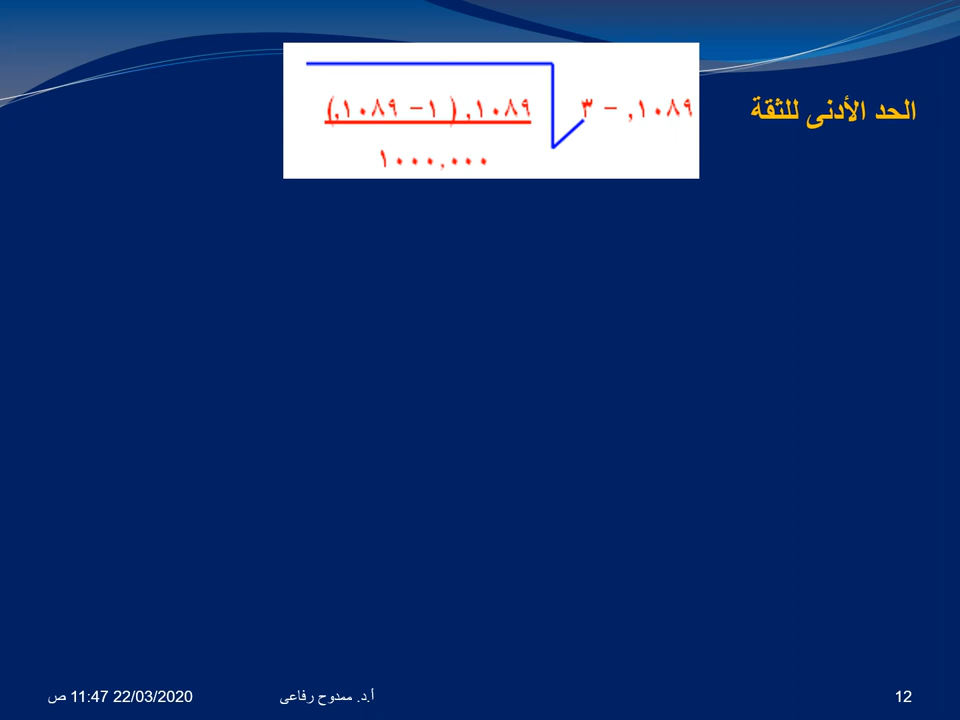 الحد الأدنى للثقة
١٠٨٩, − ٣ √ ١٠٨٩, ( ١ − ١٠٨٩,)
١٠٠٠,٠٠٠
12
أ.د. ممدوح رفاعى
22/03/2020 11:47 ص